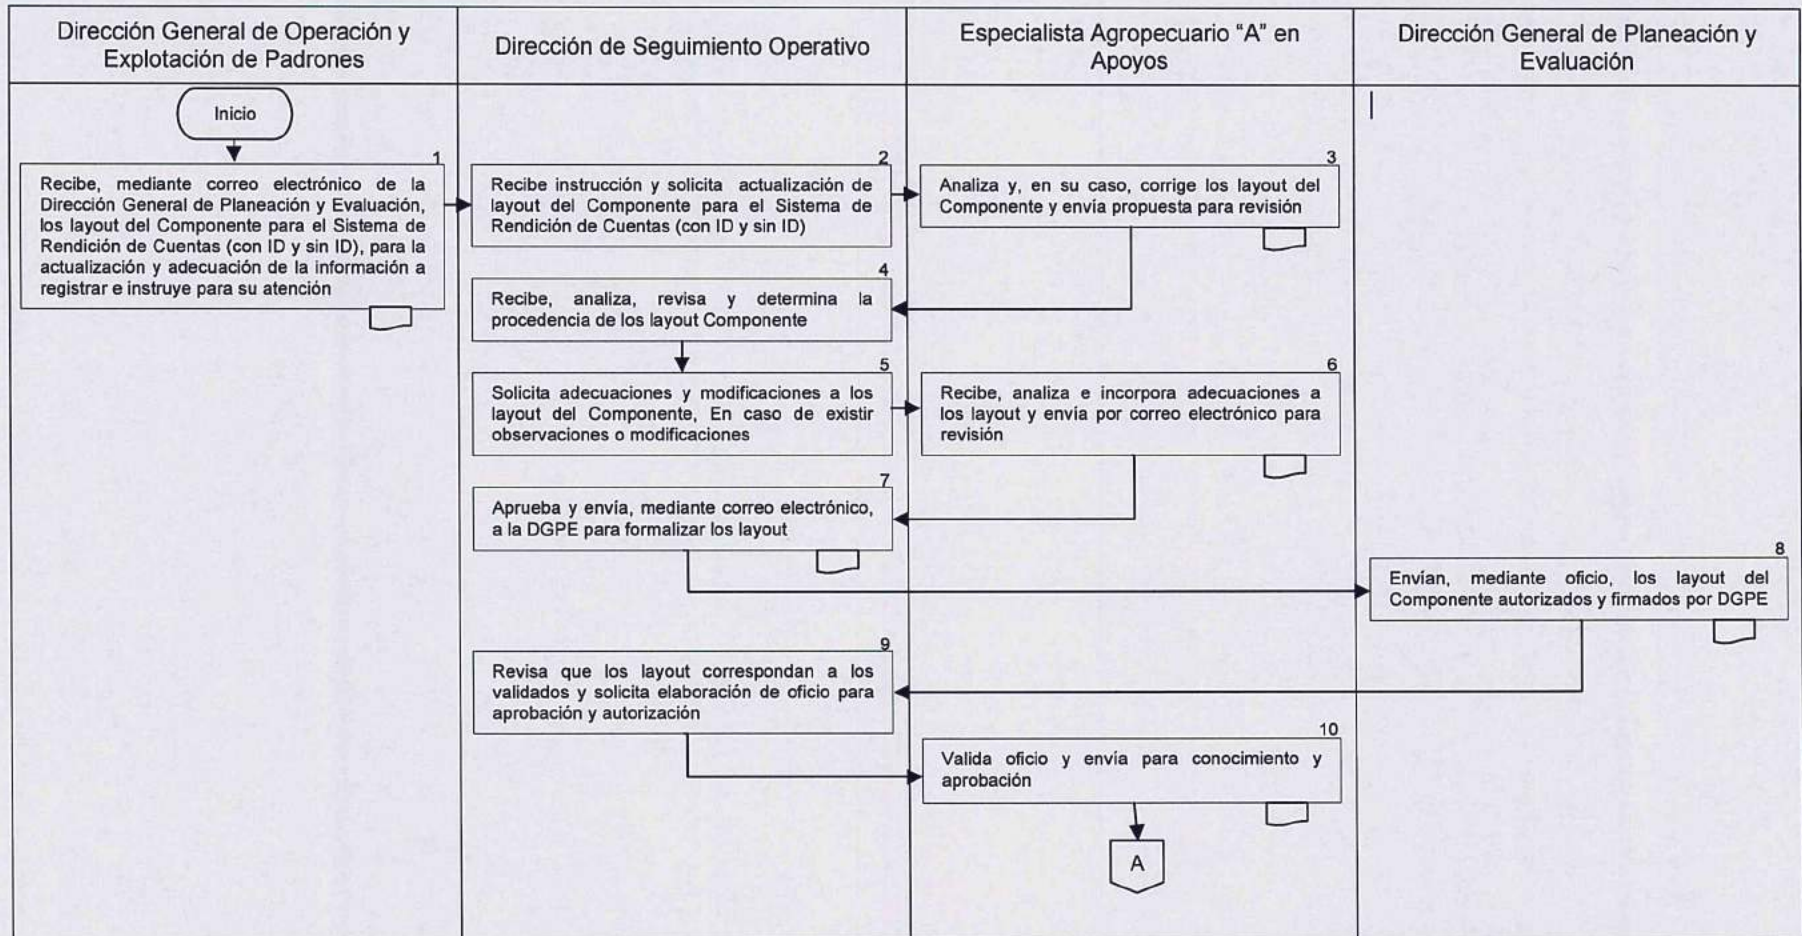 Dirección General de Operación y
Explotación de Padrones
Dirección de Seguimiento Operativo
Especialista Agropecuario “A” en
Apoyos
Dirección General de Planeación y
Evaluación
Inicio
1
Recibe, mediante correo electrónico de la
Dirección General de Planeación y Evaluación,
los layout del Componente para el Sistema de
Rendición de Cuentas (con ID y sin ID), para la
actualización y adecuación de la información a
registrar e instruye para su atención
2
Recibe instrucción y solicita actualización de
layout del Componente para el Sistema de
Rendición de Cuentas (con ID y sin ID)
3
Analiza y, en su caso, corrige los layout del
Componente y envía propuesta para revisión
4
Recibe, analiza, revisa y determina la
procedencia de los layout Componente
5
Solicita adecuaciones y modificaciones a los
layout del Componente, En caso de existir
observaciones o modificaciones
6
Recibe, analiza e incorpora adecuaciones a
los layout y envía por correo electrónico para
revisión
7
Aprueba y envía, mediante correo electrónico,
a la DGPE para formalizar los layout
8
Envían, mediante oficio, los layout del
Componente autorizados y firmados por DGPE
9
Revisa que los layout correspondan a los
validados y solicita elaboración de oficio para
aprobación y autorización
10
Valida oficio y envía para conocimiento y
aprobación
A